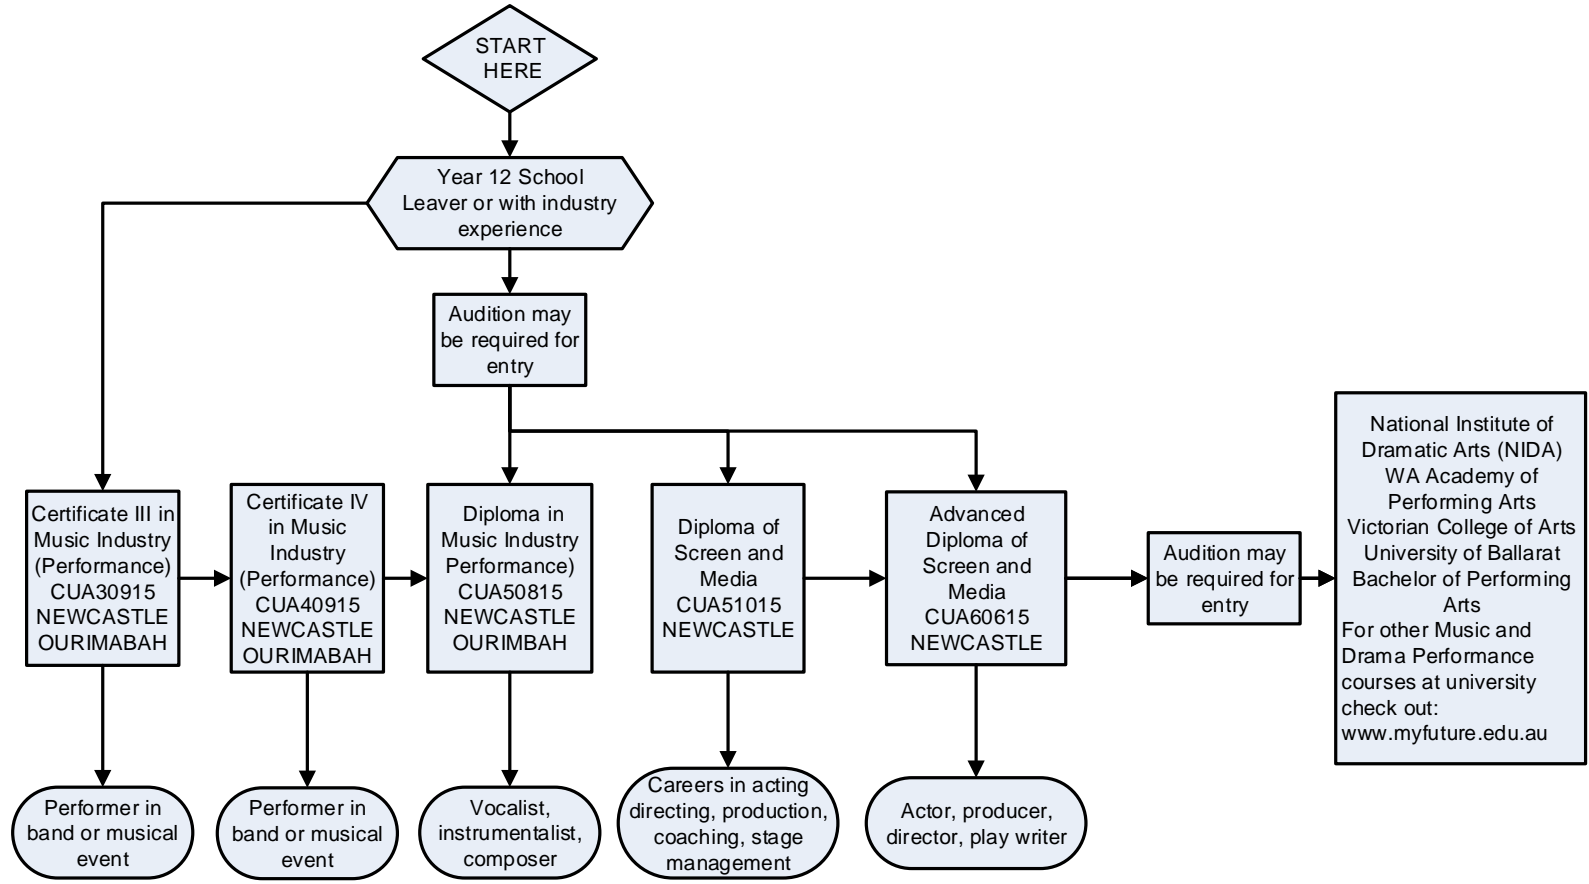 START
HERE
Year 12 School
Leaver or with industry
experience
Audition may
be required for
entry
Certificate III in
Music Industry
(Performance)
CUA30915
NEWCASTLE
OURIMABAH
Certificate IV
in Music
Industry
(Performance)
CUA40915
NEWCASTLE
OURIMABAH
Diploma in
Music Industry
Performance)
CUA50815
NEWCASTLE
OURIMBAH
Diploma of
Screen and
Media
CUA51015
NEWCASTLE
Advanced
Diploma of
Screen and
Media
CUA60615
NEWCASTLE
Audition may
be required for
entry
National Institute of
Dramatic Arts (NIDA)
WA Academy of
Performing Arts
Victorian College of Arts
University of Ballarat
Bachelor of Performing
Arts
For other Music and
Drama Performance
courses at university
check out:
www.myfuture.edu.au
Performer in
band or musical
event
Performer in
band or musical
event
Vocalist,
instrumentalist,
composer
Careers in acting
directing, production,
coaching, stage
management
Actor, producer,
director, play writer